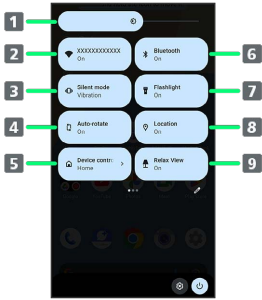 1
2
XXXXXXXXXXXX
On
Bluetooth
On
6
3
Silent mode
Vibration
Flashlight
On
7
4
Auto-rotate
On
Location
On
8
5
Device contr
Home
Relax View
On
9